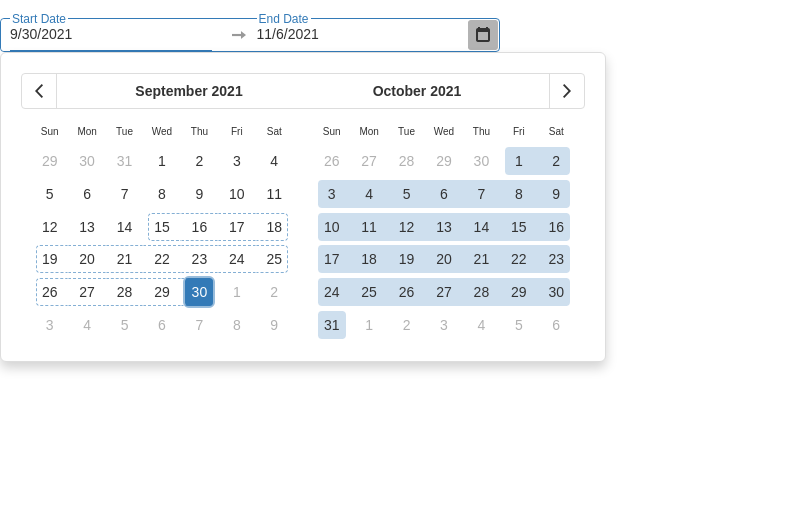 Start Date End Date
9/30/2021 11/6/2021
September 2021 October 2021
Sun Mon Tue Wed Thu Fri Sat Sun Mon Tue Wed Thu Fri Sat
29 30 31 1 2 3 4 26 27 28 29 30 1 2
5 6 7 8 9 10 11 3 4 5 6 7 8 9
12 13 14 15 16 17 18 10 11 12 13 14 15 16
19 20 21 22 23 24 25 17 18 19 20 21 22 23
26 27 28 29 30 1 2 24 25 26 27 28 29 30
3 4 5 6 7 8 9 31 1 2 3 4 5 6